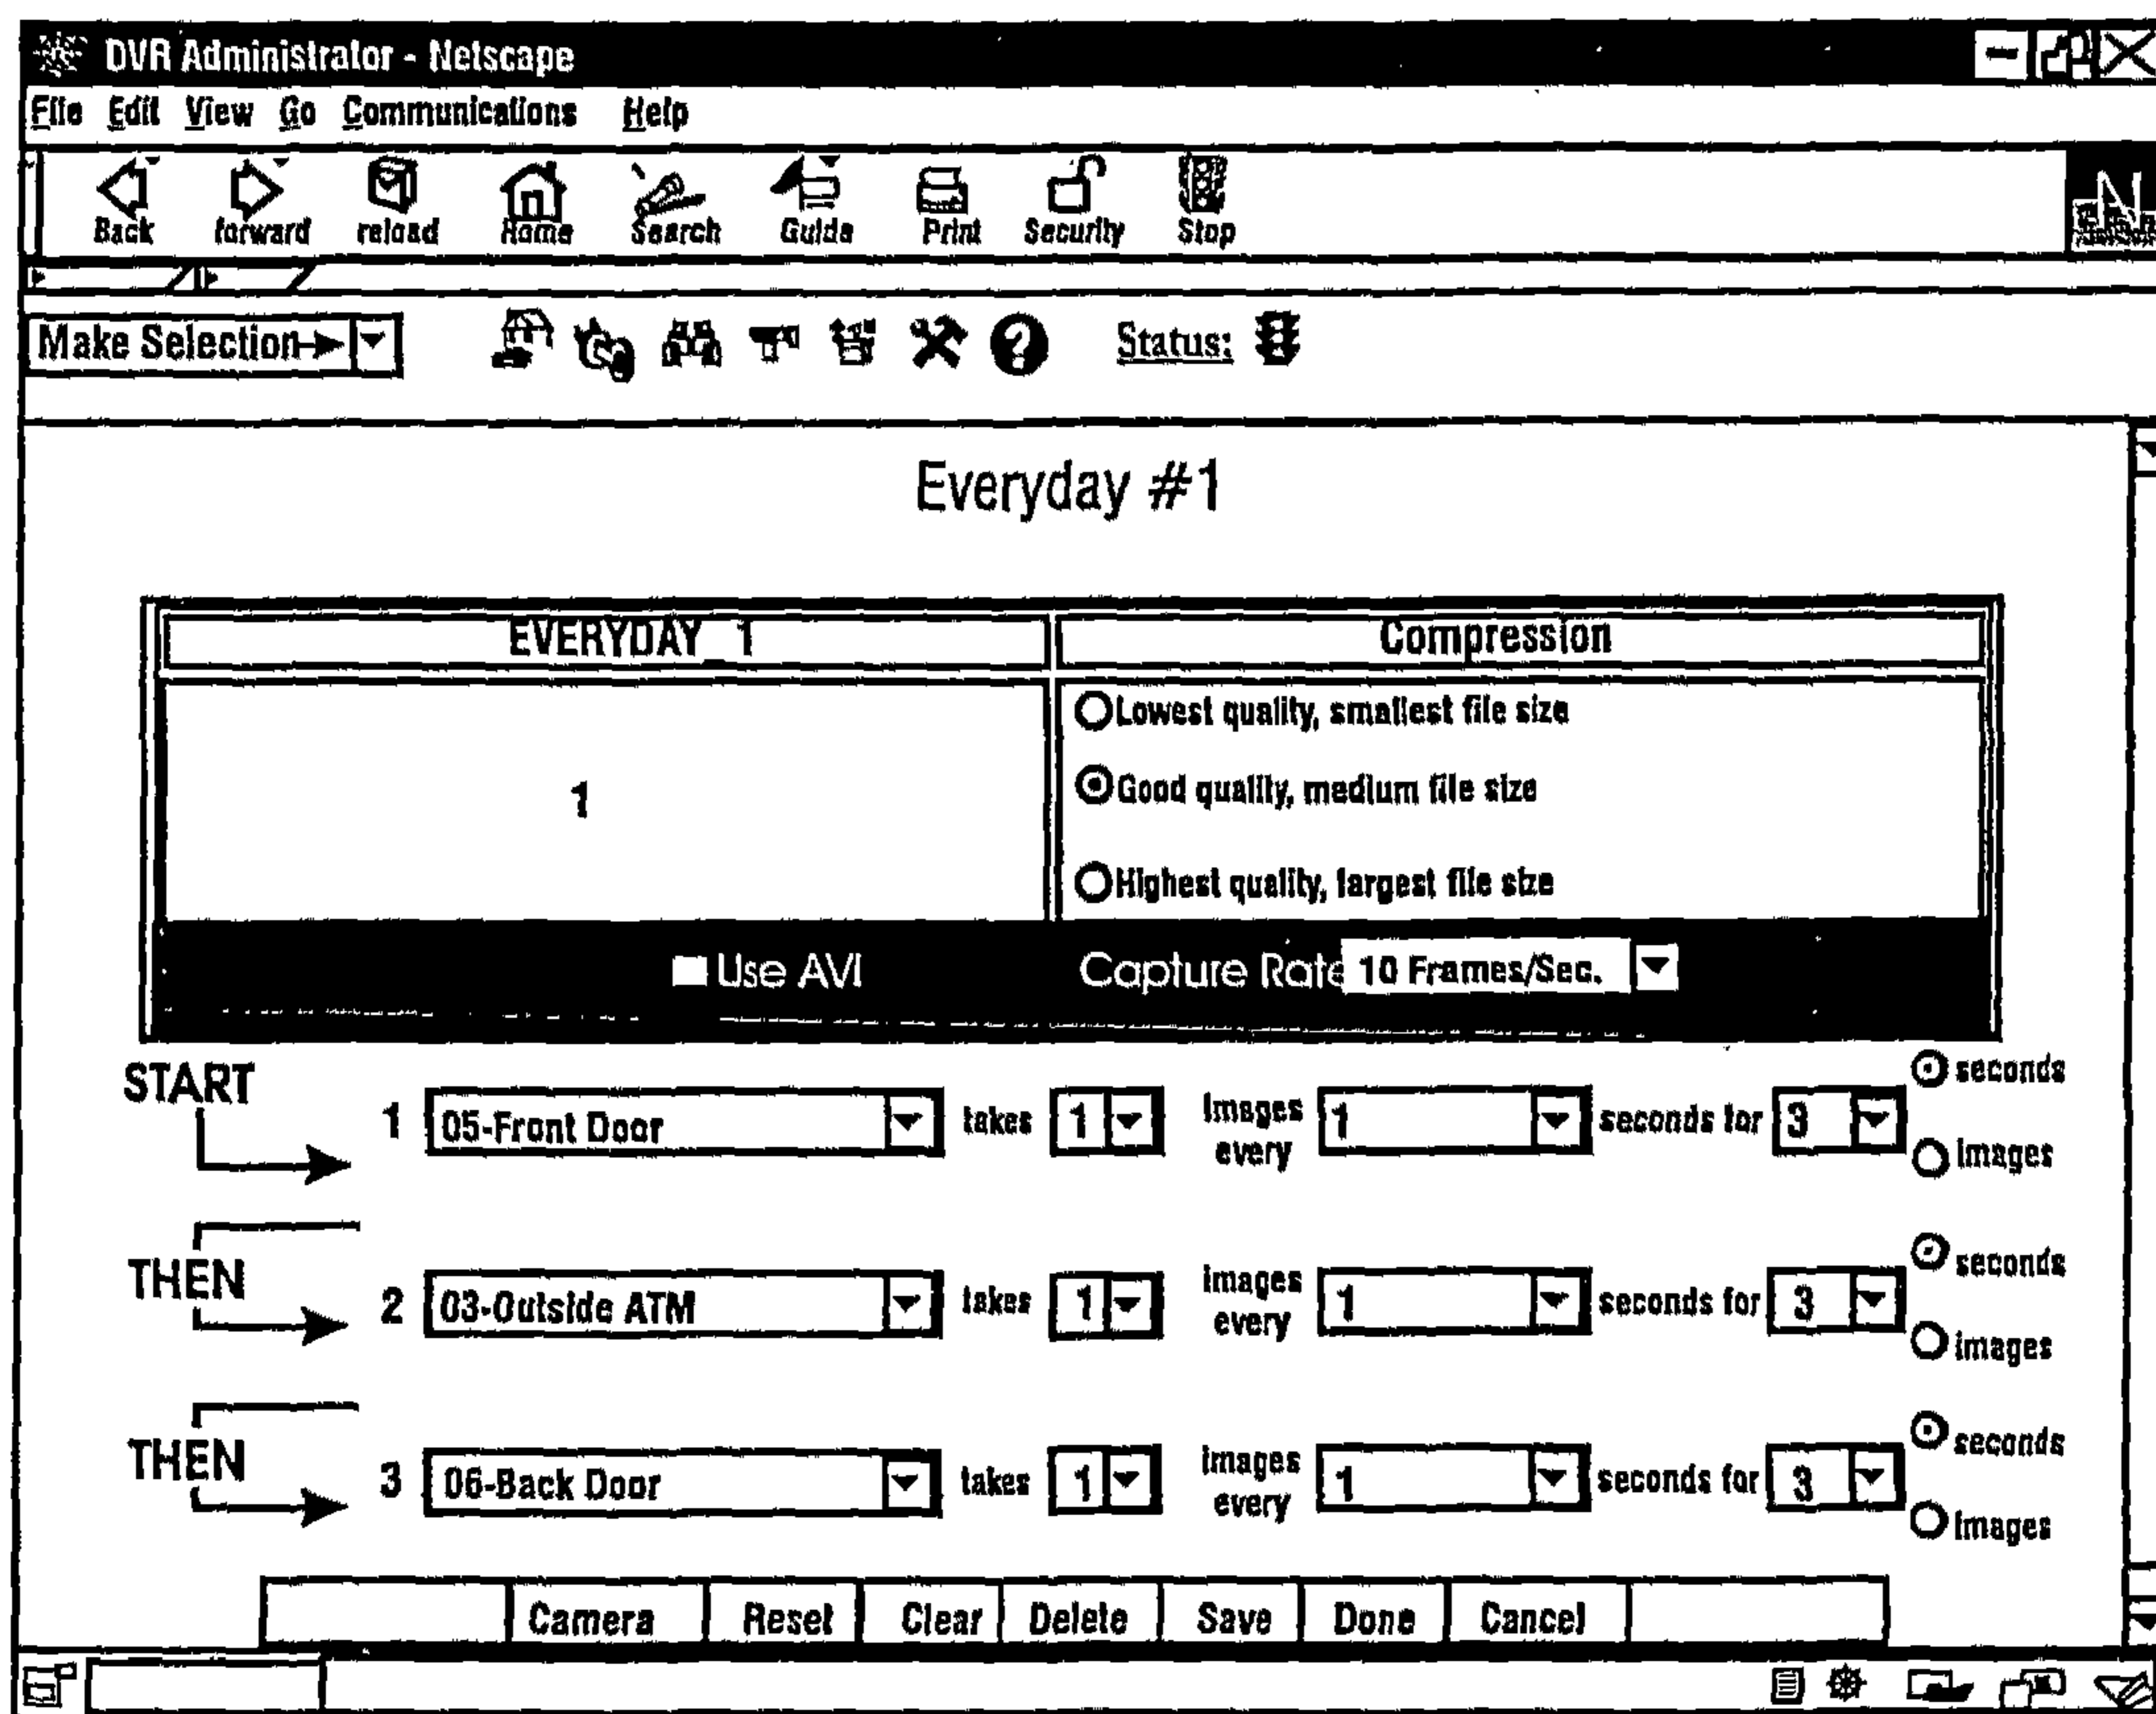 DVR Administrator - Netscape
File Edit View Go Communications Help
Back forward reload Home Search Guide Print Security Stop
N
Make Selection Status:
Everyday #1
EVERYDAY_1 Compression
Lowest quality, smallest file size
1 Good quality, medium file size
Highest quality, largest file size
Use AVI Capture Rate 10 Frames/Sec.
START 1 05-Front Door takes 1 Images every 1 seconds for 3 seconds images
THEN 2 03-Outside ATM takes 1 images every 1 seconds for 3 seconds images
THEN 3 06-Back Door takes 1 images every 1 seconds for 3 seconds images
Camera Reset Clear Delete Save Done Cancel